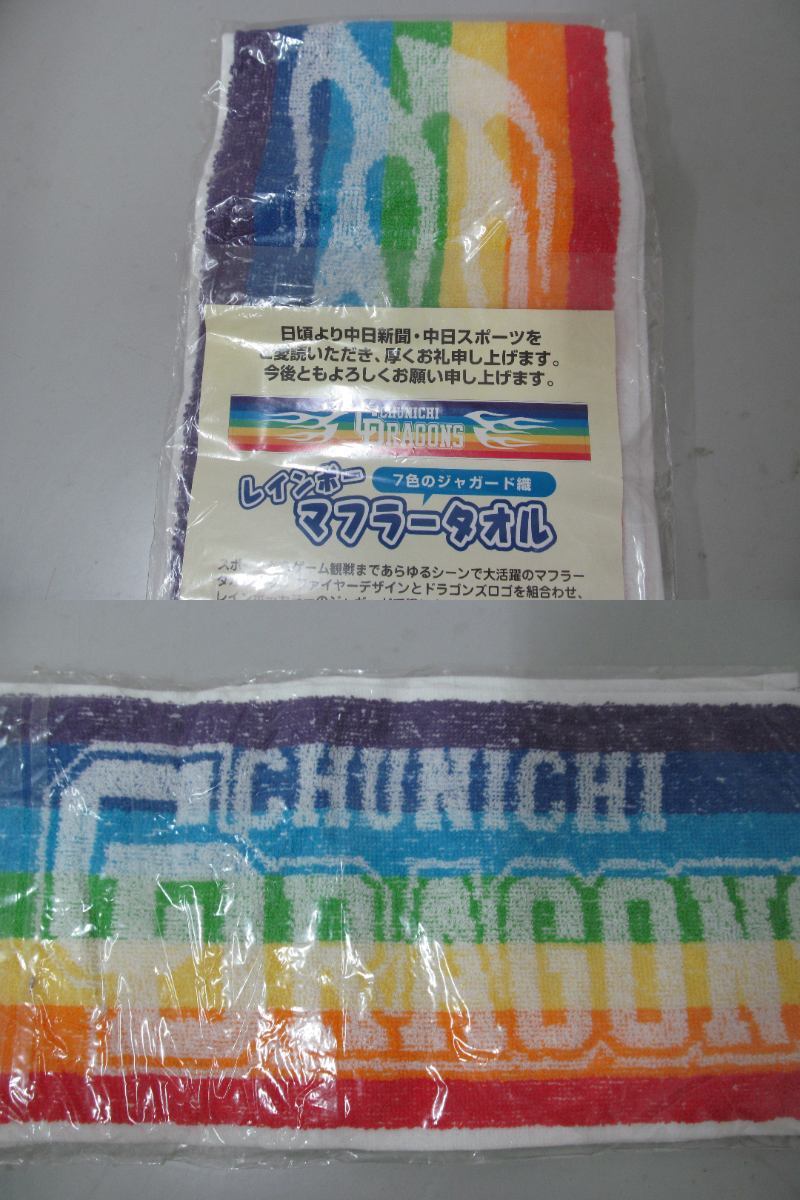 日頃より中日新聞・中日スポーツを
ご愛読いただき、厚くお礼申し上げます。
今後ともよろしくお願い申し上げます。
CHUNICHI
DRAGONS
レインボー
7色のジャガード織
マフラータオル
ゲーム観戦まであらゆるシーンで大活躍のマフラー
ファイヤーデザインとドラゴンズロゴを組合わせ、
CHUNICHI
DRAGONS